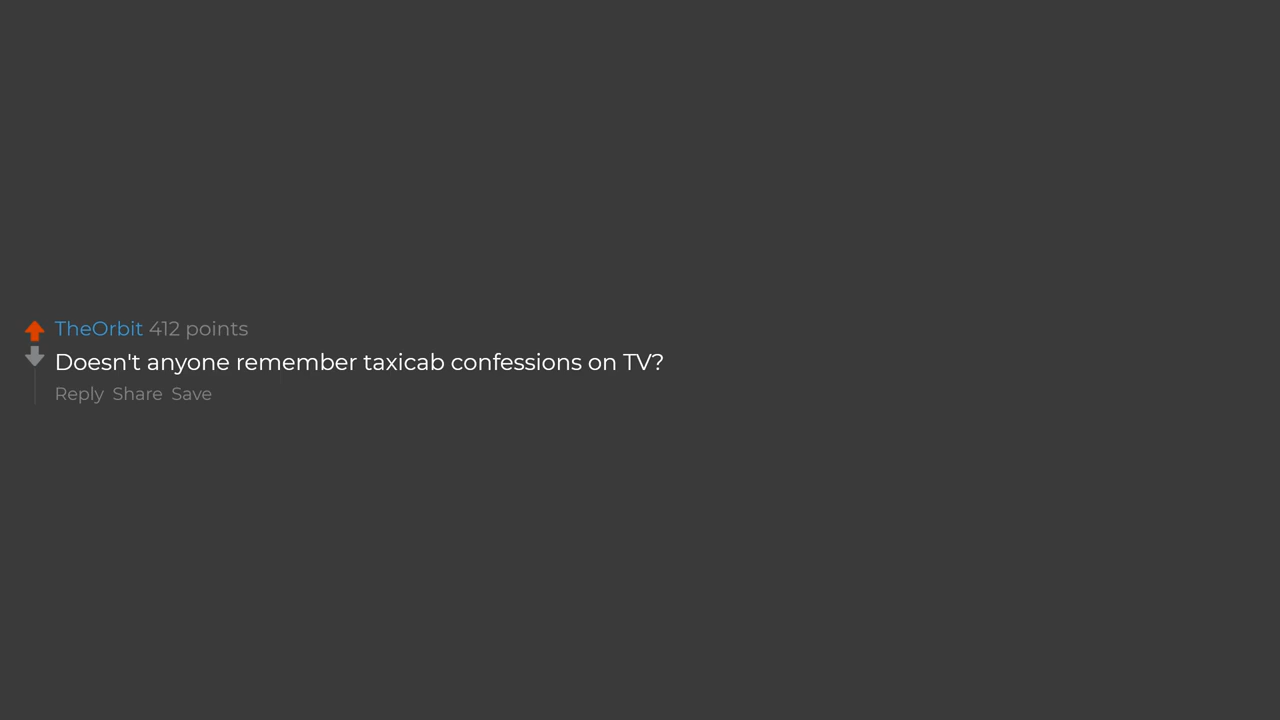 TheOrbit 412 points
Doesn't anyone remember taxicab confessions on TV?
Reply Share Save